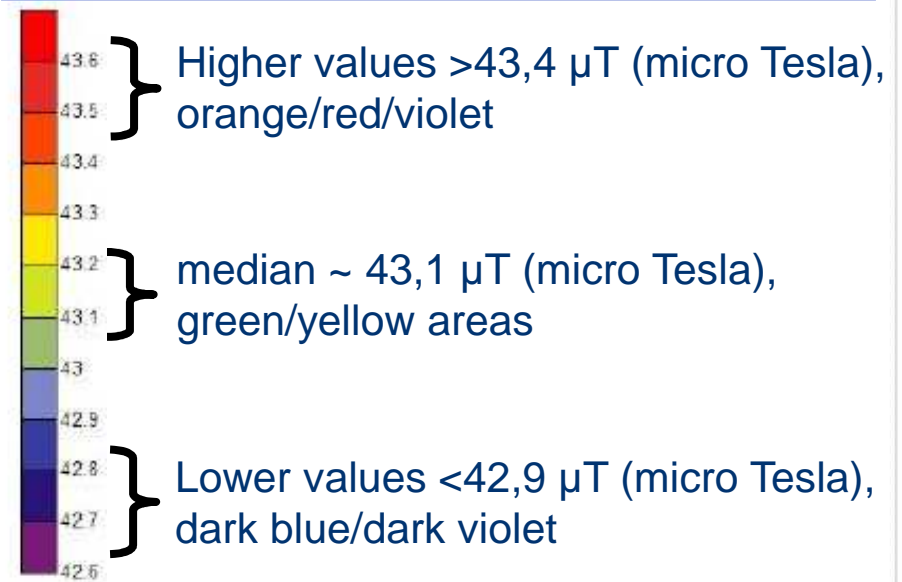 43.6
Higher values >43,4 µT (micro Tesla),
orange/red/violet
43.5
43.4
43.3
43.2
median ~ 43,1 µT (micro Tesla),
green/yellow areas
43.1
43
42.9
42.8
Lower values <42,9 µT (micro Tesla),
dark blue/dark violet
42.7
42.6